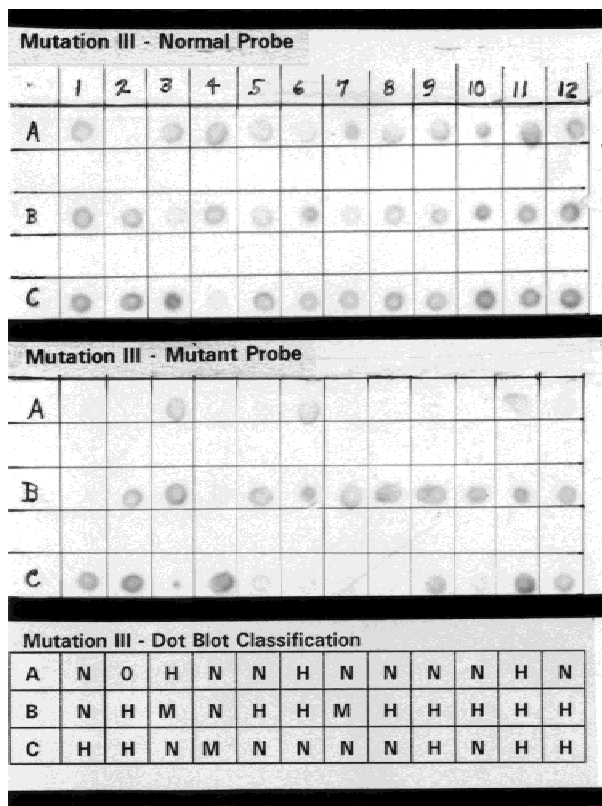 Mutation III - Normal Probe
1 2 3 4 5 6 7 8 9 10 11 12
A
B
C
Mutation III - Mutant Probe
A
B
C
Mutation III - Dot Blot Classification
A N O H N N H N N N N H N
B N H M N H H M H H H H H
C H H N M N N N N H N H H